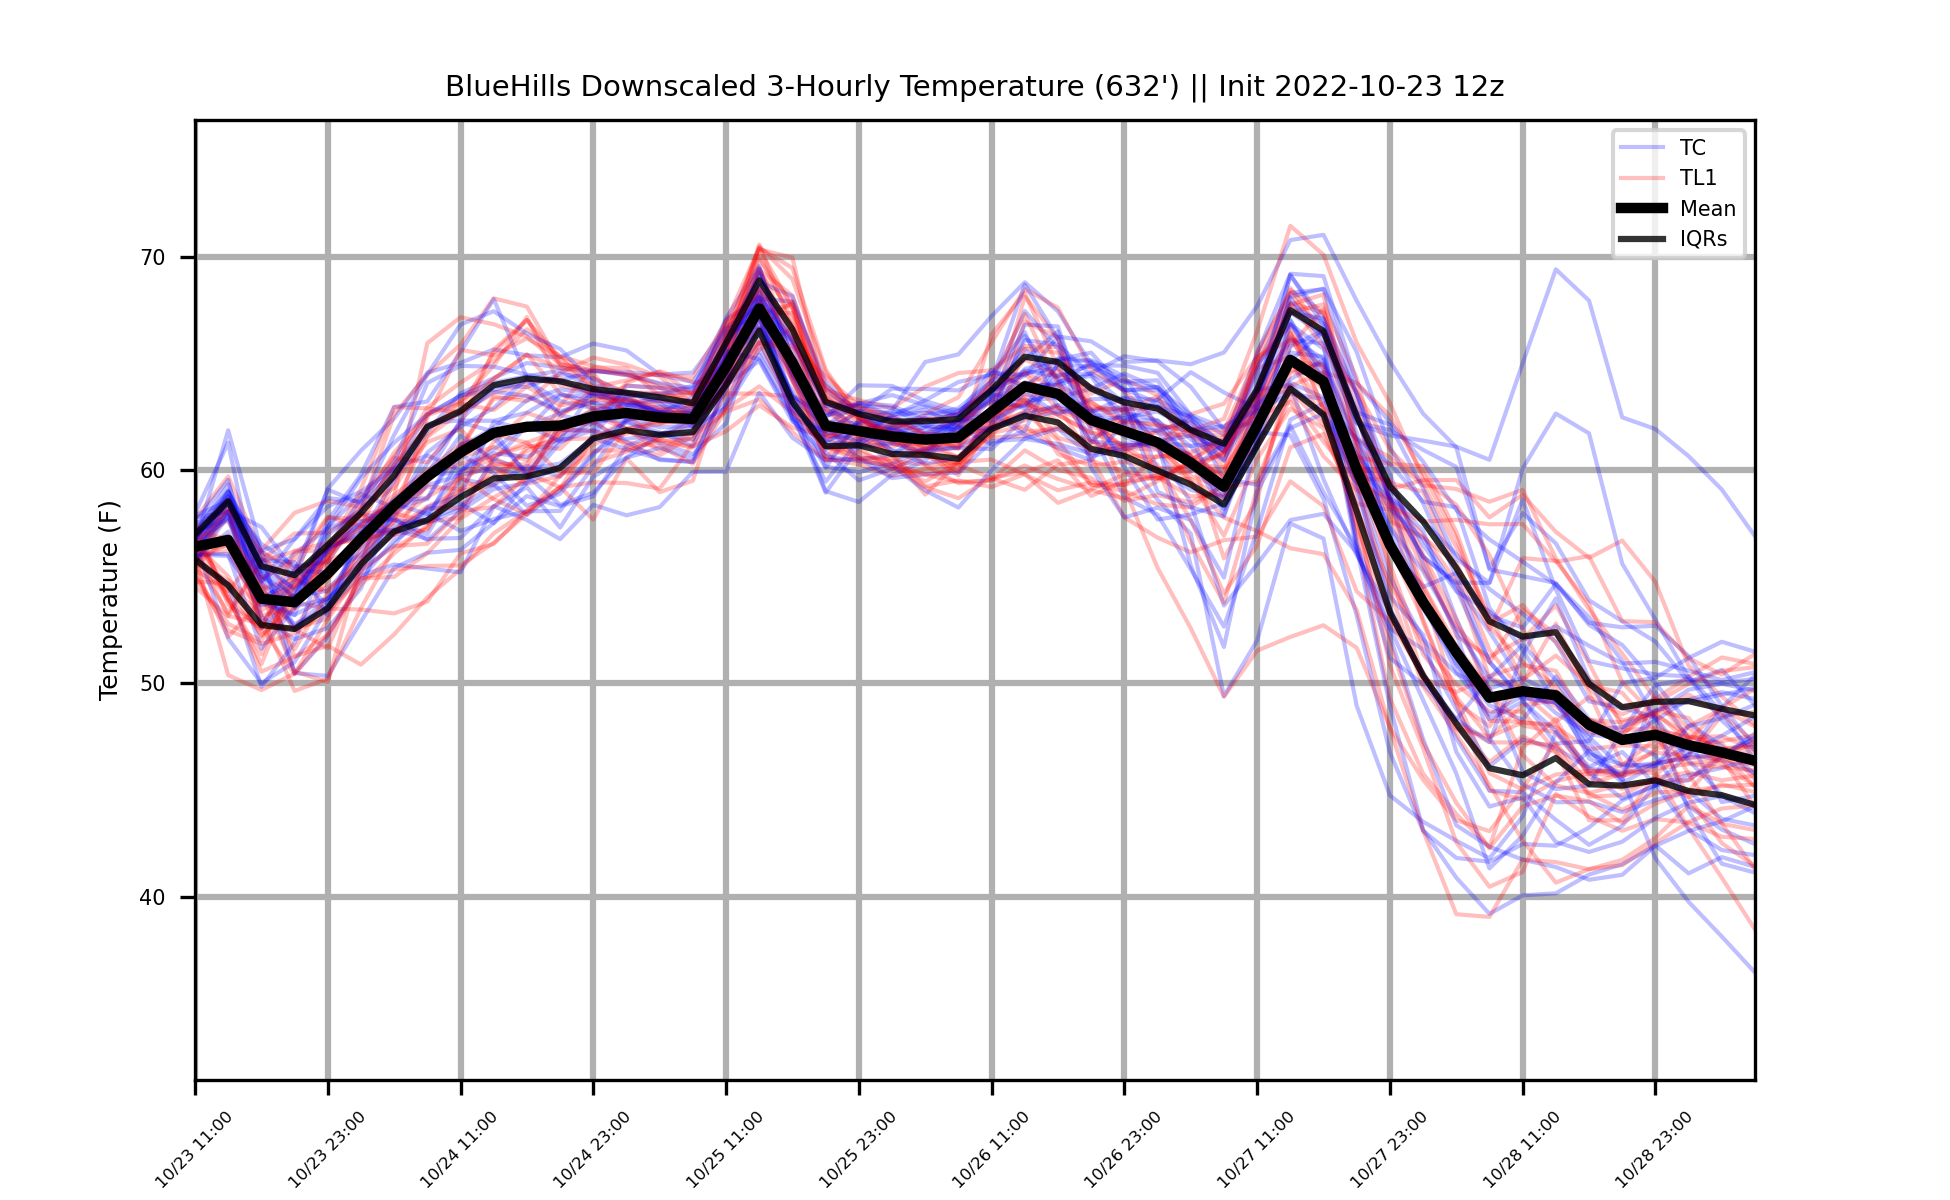 BlueHills Downscaled 3-Hourly Temperature (632') || Init 2022-10-23 12z
TC
TL1
Mean
IQRs
Temperature (F)
70
60
50
40
10/23 11:00
10/23 23:00
10/24 11:00
10/24 23:00
10/25 11:00
10/25 23:00
10/26 11:00
10/26 23:00
10/27 11:00
10/27 23:00
10/28 11:00
10/28 23:00